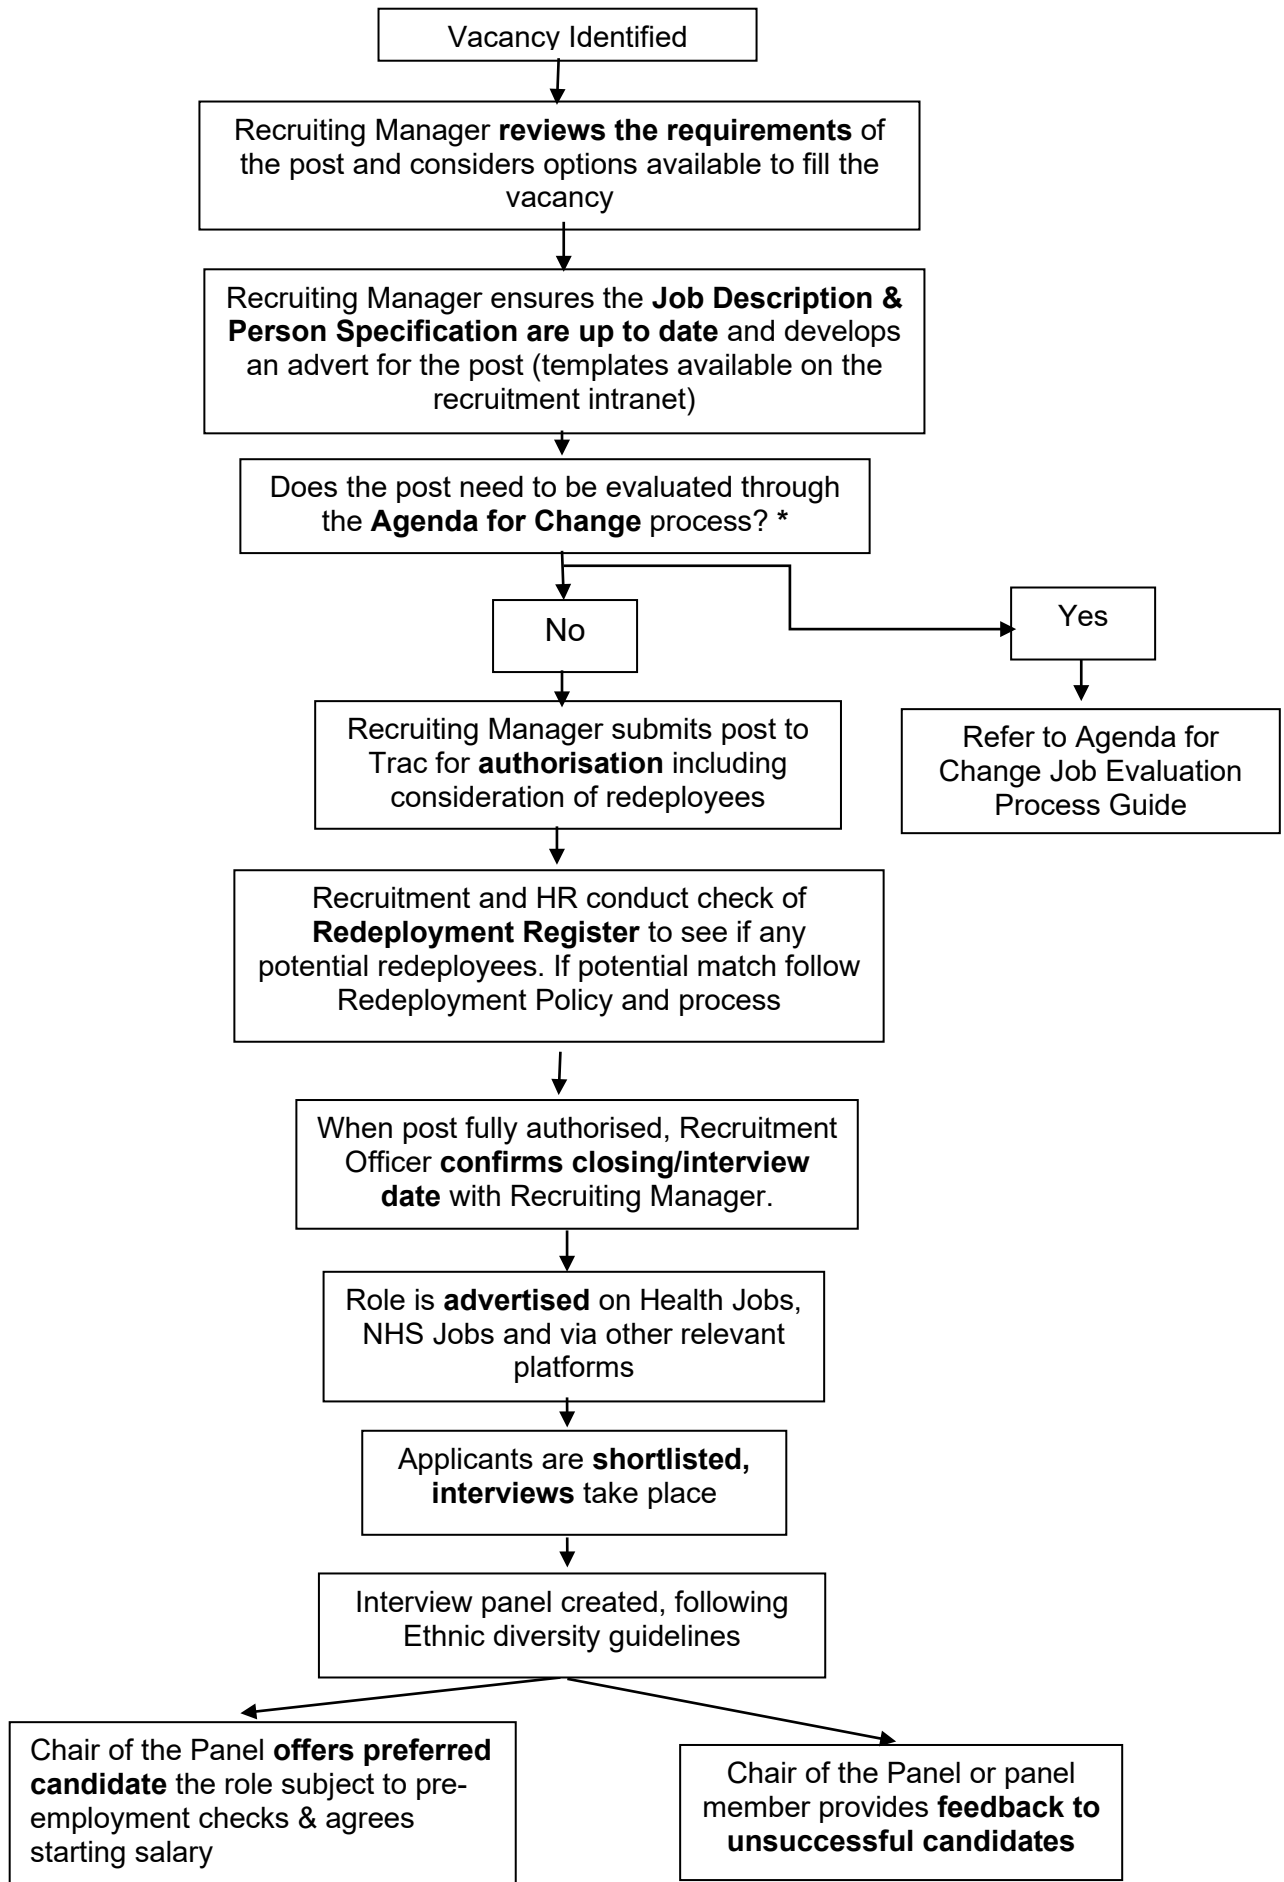 Vacancy Identified
Recruiting Manager reviews the requirements of
the post and considers options available to fill the
vacancy
Recruiting Manager ensures the Job Description &
Person Specification are up to date and develops
an advert for the post (templates available on the
recruitment intranet)
Does the post need to be evaluated through
the Agenda for Change process? *
No
Yes
Recruiting Manager submits post to
Trac for authorisation including
consideration of redeployees
Refer to Agenda for
Change Job Evaluation
Process Guide
Recruitment and HR conduct check of
Redeployment Register to see if any
potential redeployees. If potential match follow
Redeployment Policy and process
When post fully authorised, Recruitment
Officer confirms closing/interview
date with Recruiting Manager.
Role is advertised on Health Jobs,
NHS Jobs and via other relevant
platforms
Applicants are shortlisted,
interviews take place
Interview panel created, following
Ethnic diversity guidelines
Chair of the Panel offers preferred
candidate the role subject to pre-
employment checks & agrees
starting salary
Chair of the Panel or panel
member provides feedback to
unsuccessful candidates